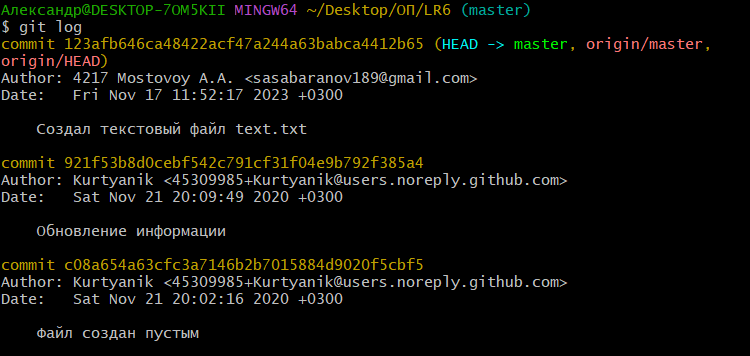 Александр@DESKTOP-7OM5KII MINGW64 ~/Desktop/ОП/LR6 (master)
$ git log
commit 123afb646ca48422acf47a244a63babca4412b65 (HEAD -> master, origin/master,
origin/HEAD)
Author: 4217 Mostovoy A.A. <sasabaranov189@gmail.com>
Date:   Fri Nov 17 11:52:17 2023 +0300
Создал текстовый файл text.txt
commit 921f53b8d0cebf542c791cf31f04e9b792f385a4
Author: Kurtyanik <45309985+Kurtyanik@users.noreply.github.com>
Date:   Sat Nov 21 20:09:49 2020 +0300
Обновление информации
commit c08a654a63cfc3a7146b2b7015884d9020f5cbf5
Author: Kurtyanik <45309985+Kurtyanik@users.noreply.github.com>
Date:   Sat Nov 21 20:02:16 2020 +0300
Файл создан пустым